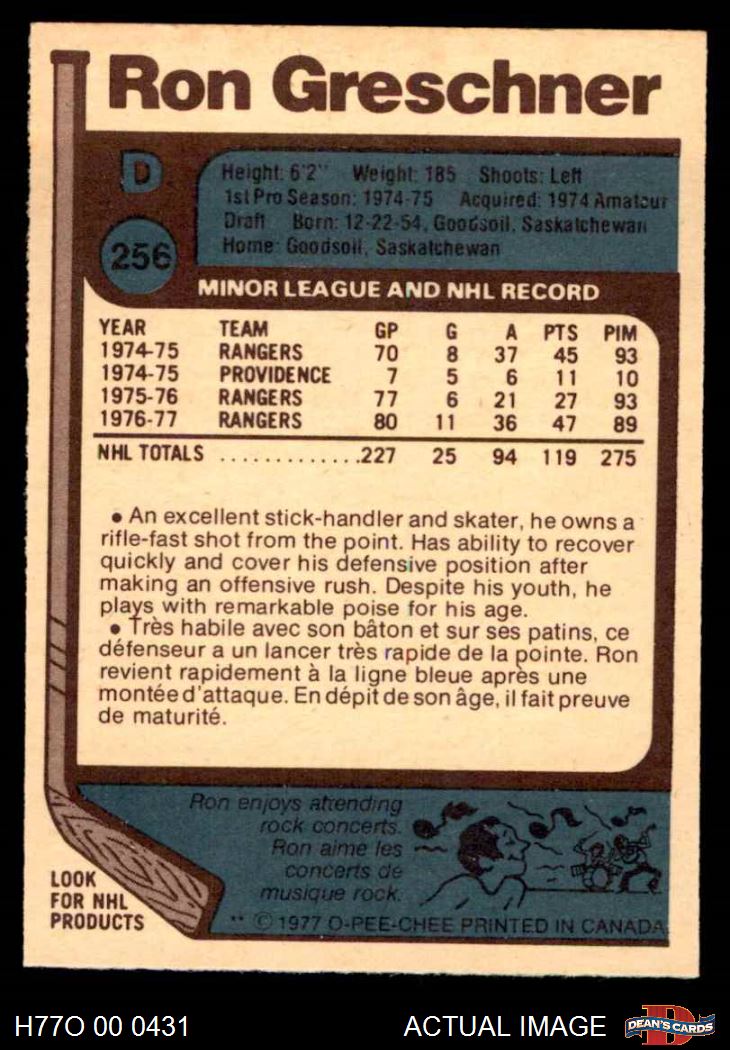 Ron Greschner
D
256
Height: 6'2" Weight: 185 Shoots: Left
1st Pro Season: 1974-75 Acquired: 1974 Amateur
Draft Born: 12-22-54, Goodsoil, Saskatchewan
Home: Goodsoil, Saskatchewan
MINOR LEAGUE AND NHL RECORD
YEAR TEAM GP G A PTS PIM
1974-75 RANGERS 70 8 37 45 93
1974-75 PROVIDENCE 7 5 6 11 10
1975-76 RANGERS 77 6 21 27 93
1976-77 RANGERS 80 11 36 47 89
NHL TOTALS .............227 25 94 119 275
• An excellent stick-handler and skater, he owns a
rifle-fast shot from the point. Has ability to recover
quickly and cover his defensive position after
making an offensive rush. Despite his youth, he
plays with remarkable poise for his age.
• Très habile avec son bâton et sur ses patins, ce
défenseur a un lancer très rapide de la pointe. Ron
revient rapidement à la ligne bleue après une
montée d'attaque. En dépit de son âge, il fait preuve
de maturité.
Ron enjoys attending
rock concerts.
Ron aime les
concerts de
musique rock.
LOOK
FOR NHL
PRODUCTS
** © 1977 O-PEE-CHEE PRINTED IN CANADA
H77O 00 0431
ACTUAL IMAGE
D
DEAN'S CARDS